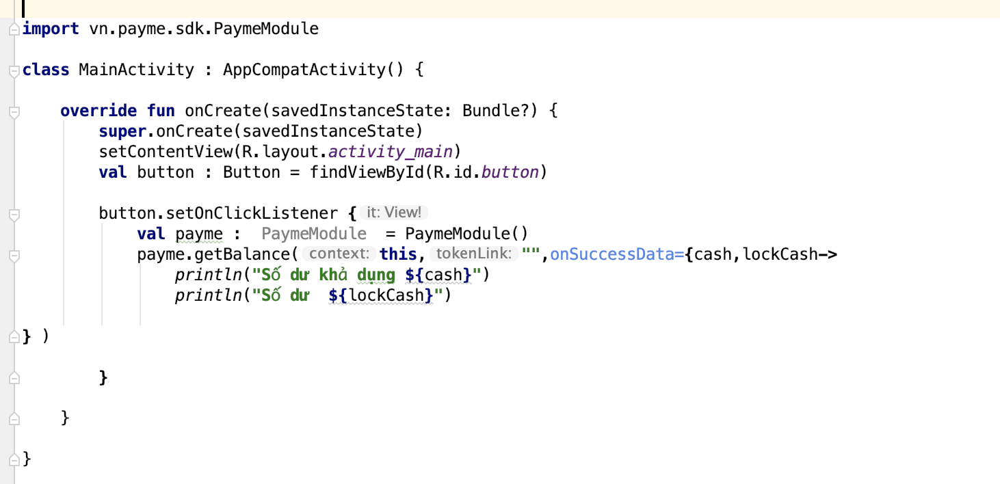 import vn.payme.sdk.PaymeModule
class MainActivity : AppCompatActivity() {
override fun onCreate(savedInstanceState: Bundle?) {
super.onCreate(savedInstanceState)
setContentView(R.layout.activity_main)
val button : Button = findViewById(R.id.button)
button.setOnClickListener { it: View!
val payme : PaymeModule = PaymeModule()
payme.getBalance( context: this, tokenLink: "",onSuccessData={cash,lockCash->
println("Số dư khả dụng ${cash}")
println("Số dư  ${lockCash}")
} )
}
}
}